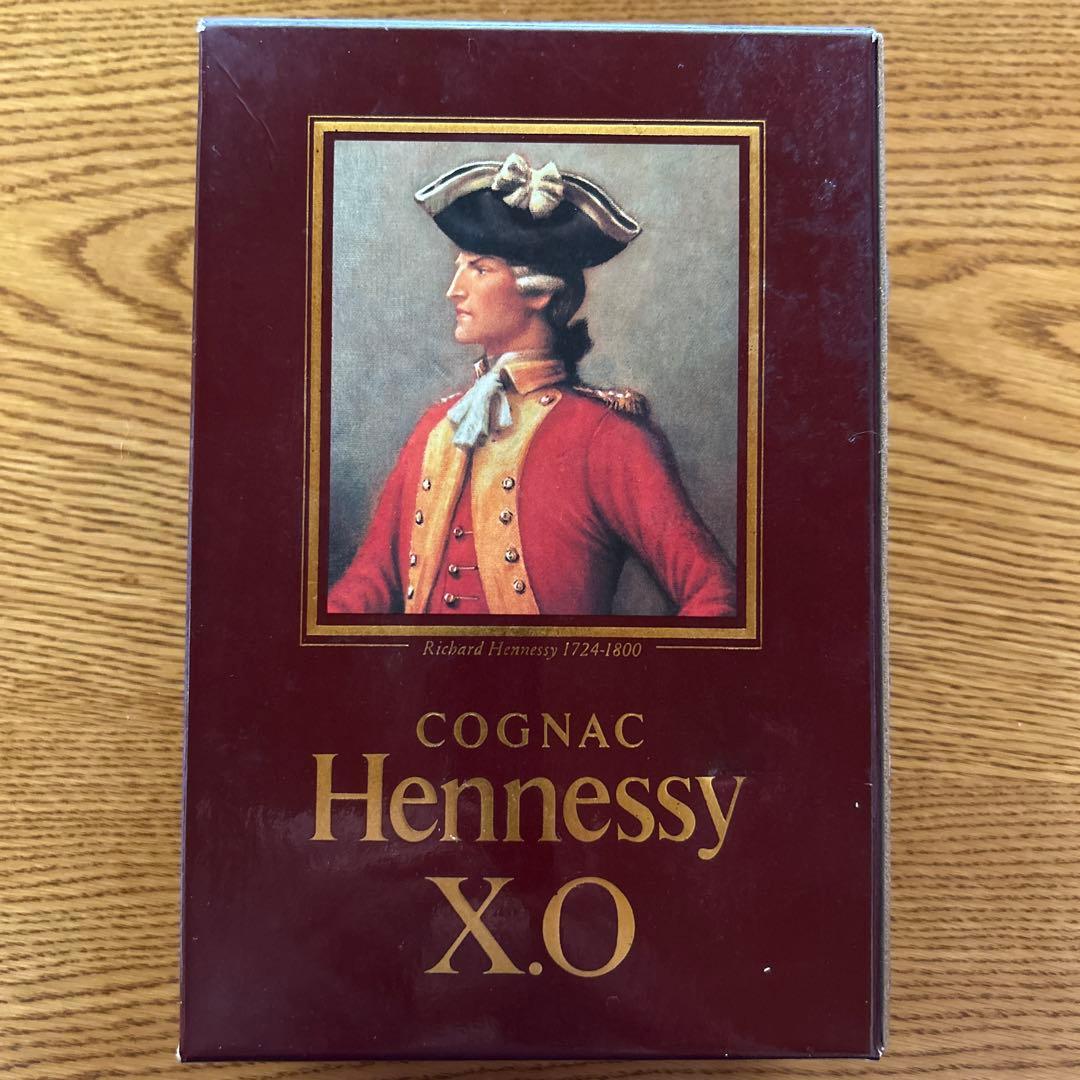 Richard Hennessy 1724-1800
COGNAC
Hennessy
X.O